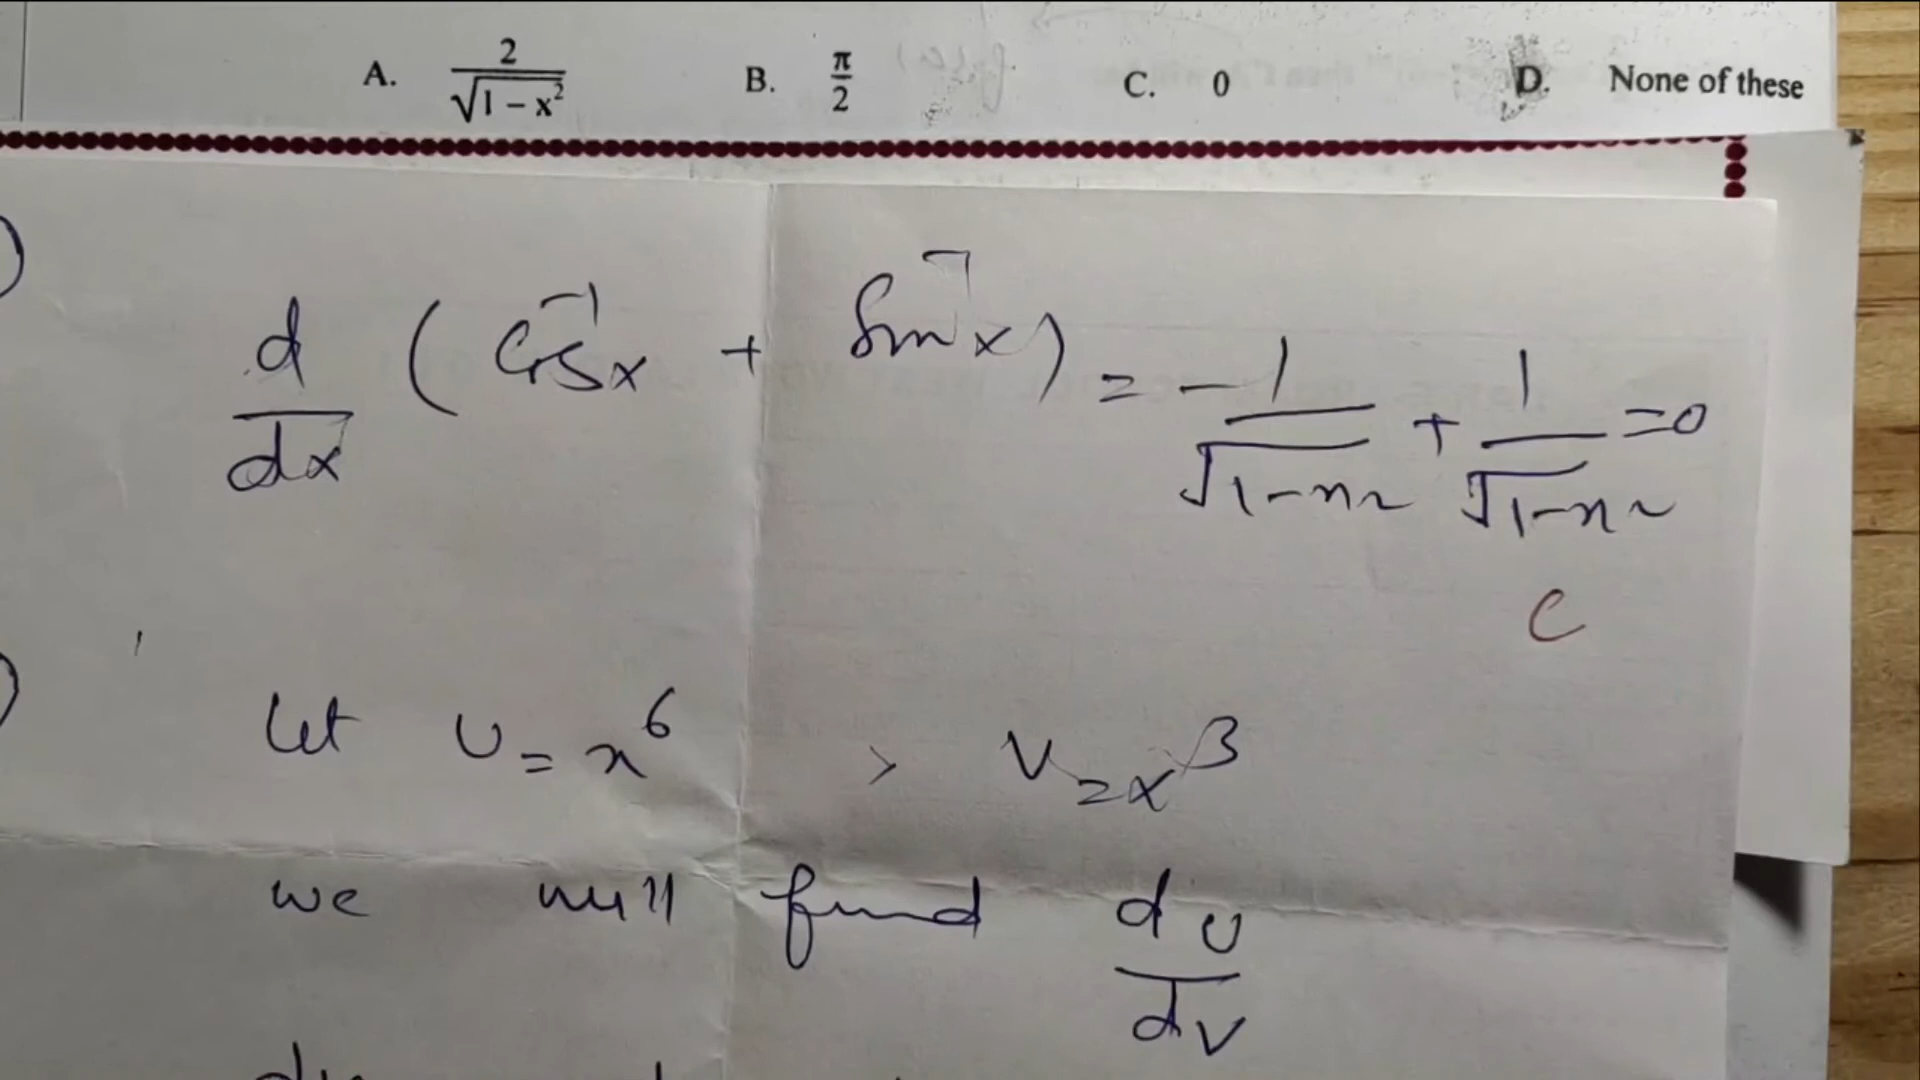 A. 2/√(1 − x²) B. π/2 C. 0 D. None of these
d/dx (Cos⁻¹x + Sin⁻¹x) = −1/√(1−x²) + 1/√(1−x²) = 0
C
Let U = x⁶ , V = x³
we will find dU/dV